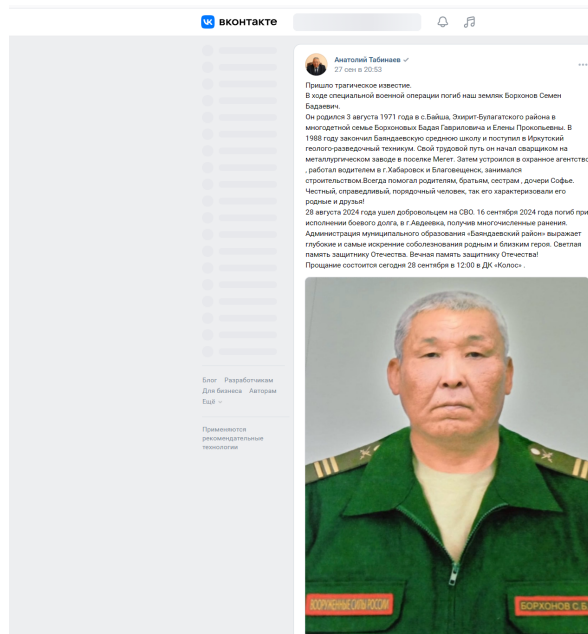 вконтакте
Анатолий Табинаев
27 сен в 20:53
Пришло трагическое известие.
В ходе специальной военной операции погиб наш земляк Борхонов Семен
Бадаевич.
Он родился 3 августа 1971 года в с.Байша, Эхирит-Булагатского района в
многодетной семье Борхоновых Бадая Гавриловича и Елены Прокопьевны. В
1988 году закончил Баяндаевскую среднюю школу и поступил в Иркутский
геолого-разведочный техникум. Свой трудовой путь он начал сварщиком на
металлургическом заводе в поселке Мегет. Затем устроился в охранное агентство
, работал водителем в г.Хабаровск и Благовещенск, занимался
строительством.Всегда помогал родителям, братьям, сестрам , дочери Софье.
Честный, справедливый, порядочный человек, так его характеризовали его
родные и друзья!
28 августа 2024 года ушел добровольцем на СВО. 16 сентября 2024 года погиб при
исполнении боевого долга, в г.Авдеевка, получив многочисленные ранения.
Администрация муниципального образования «Баяндаевский район» выражает
глубокие и самые искренние соболезнования родным и близким героя. Светлая
память защитнику Отечества. Вечная память защитнику Отечества!
Прощание состоится сегодня 28 сентября в 12:00 в ДК «Колос» .
Блог Разработчикам
Для бизнеса Авторам
Ещё
Применяются
рекомендательные
технологии
ВООРУЖЕННЫЕ СИЛЫ РОССИИ
БОРХОНОВ С.Б.